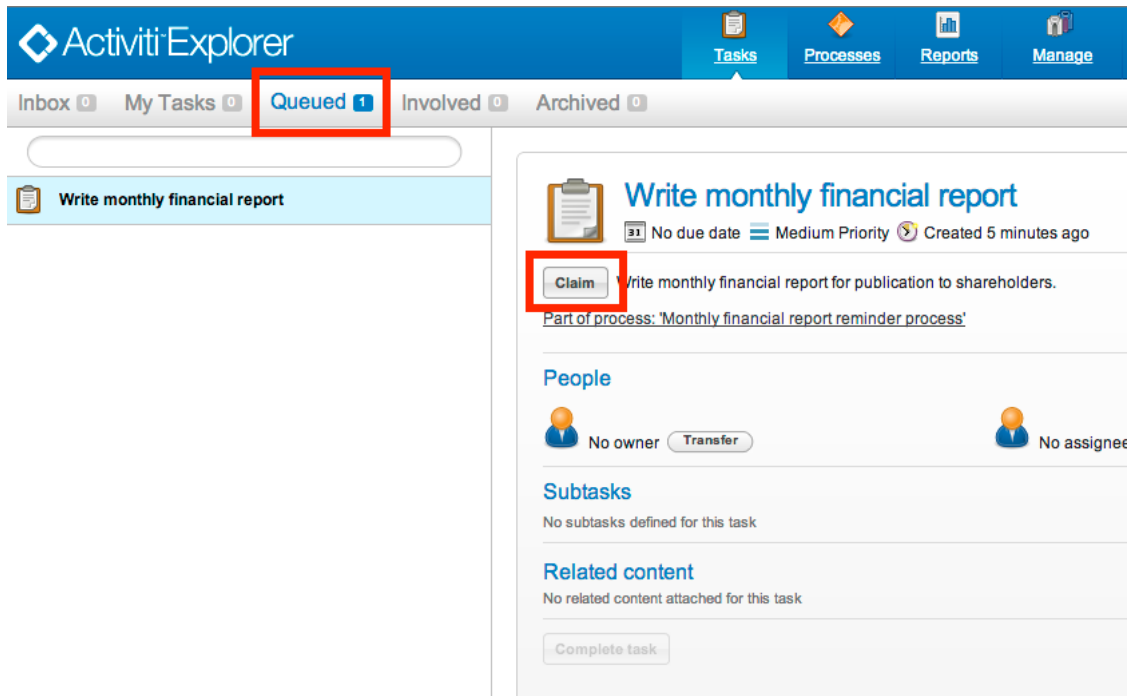 Activiti Explorer
Tasks Processes Reports Manage
Inbox 0 My Tasks 0 Queued 1 Involved 0 Archived 0
Write monthly financial report
Write monthly financial report
31 No due date Medium Priority Created 5 minutes ago
Claim Write monthly financial report for publication to shareholders.
Part of process: 'Monthly financial report reminder process'
People
No owner Transfer No assignee
Subtasks
No subtasks defined for this task
Related content
No related content attached for this task
Complete task